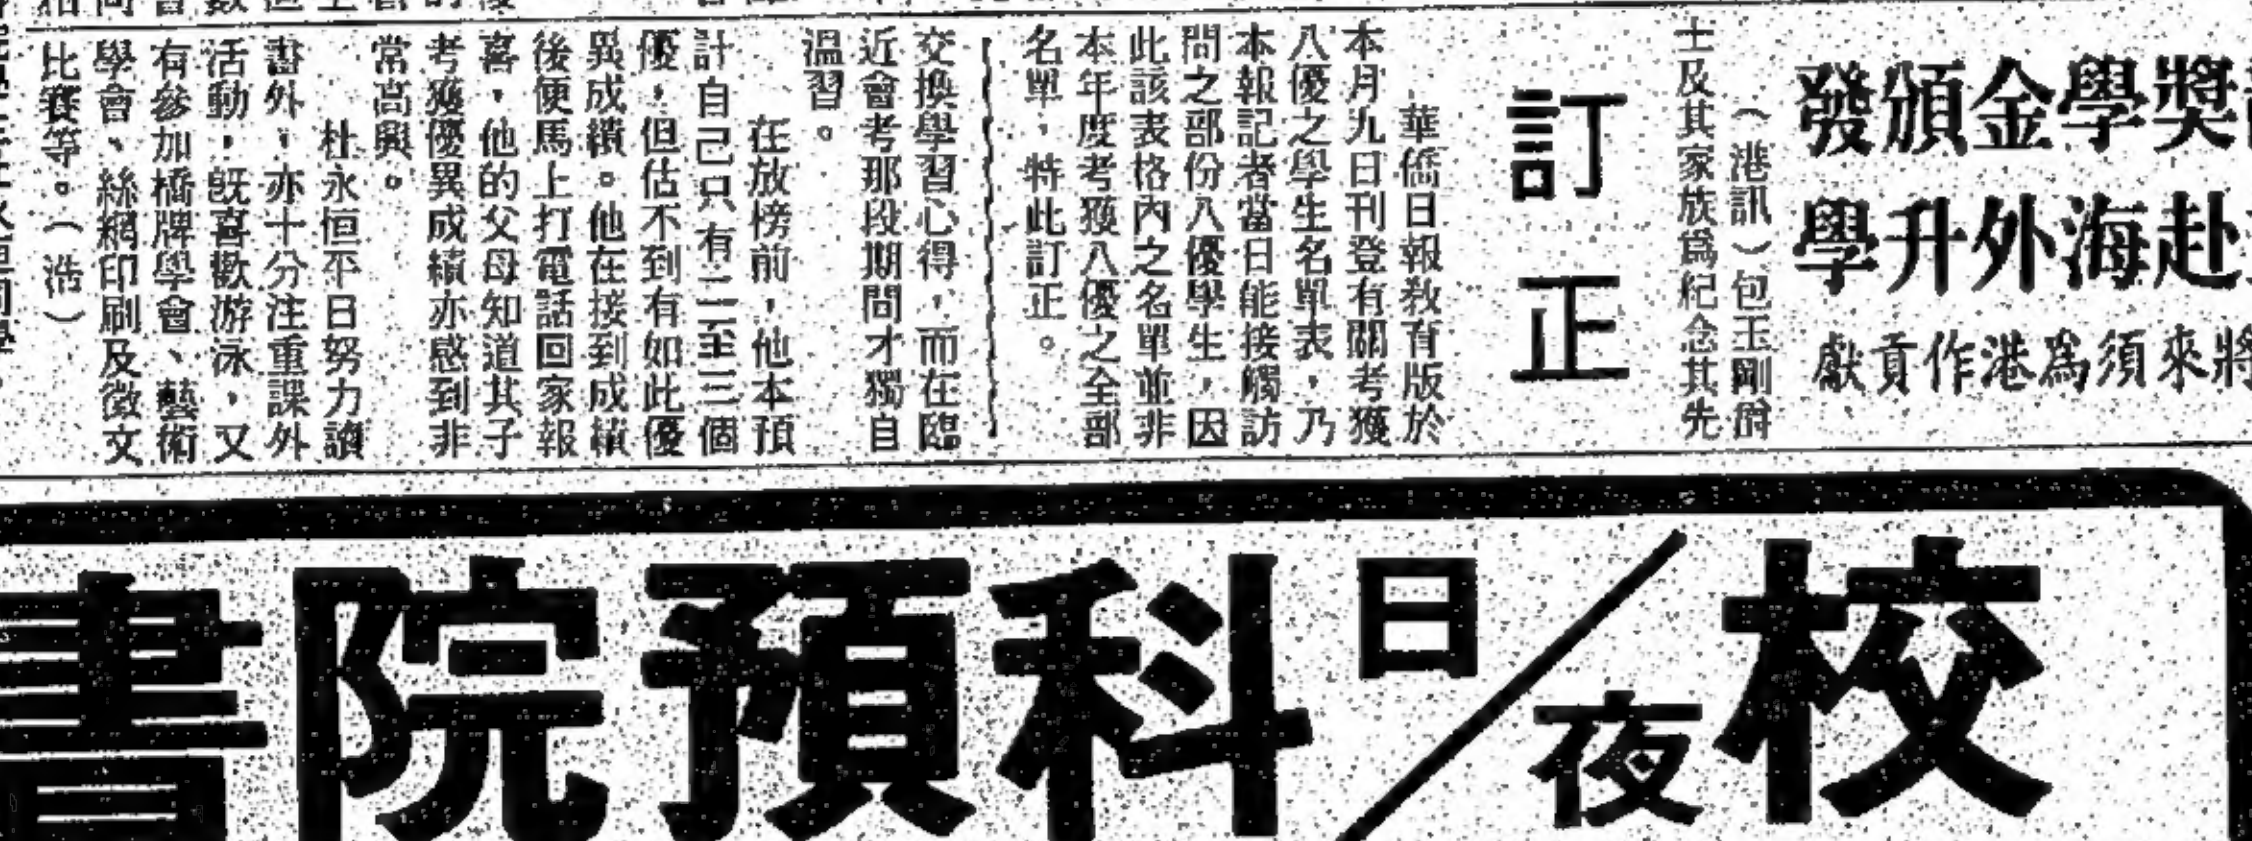 獎學金頒發
赴海外升學
將來須為港作貢獻
（港訊）包玉剛爵
士及其家族為紀念其先
訂正
華僑日報教育版於
本月九日刊登有關考獲
八優之學生名單表，乃
本報記者當日能接觸訪
問之部份八優學生，因
此該表格內之名單並非
本年度考獲八優之全部
名單，特此訂正。
交換學習心得，而在臨
近會考那段期間才獨自
溫習。
在放榜前，他本預
計自己只有二至三個
優，但估不到有如此優
異成績。他在接到成績
後便馬上打電話回家報
喜，他的父母知道其子
考獲優異成績亦感到非
常高興。
杜永恒平日努力讀
書外，亦十分注重課外
活動，既喜歡游泳，又
有參加橋牌學會、藝術
學會、絲網印刷及徵文
比賽等。（浩）
書院預科日/夜校